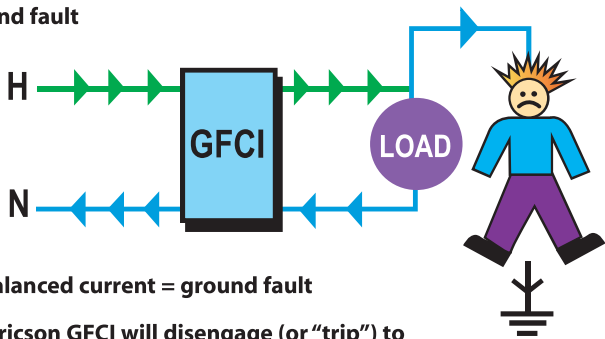 nd fault
H
GFCI
LOAD
N
alanced current = ground fault
ricson GFCI will disengage (or “trip”) to